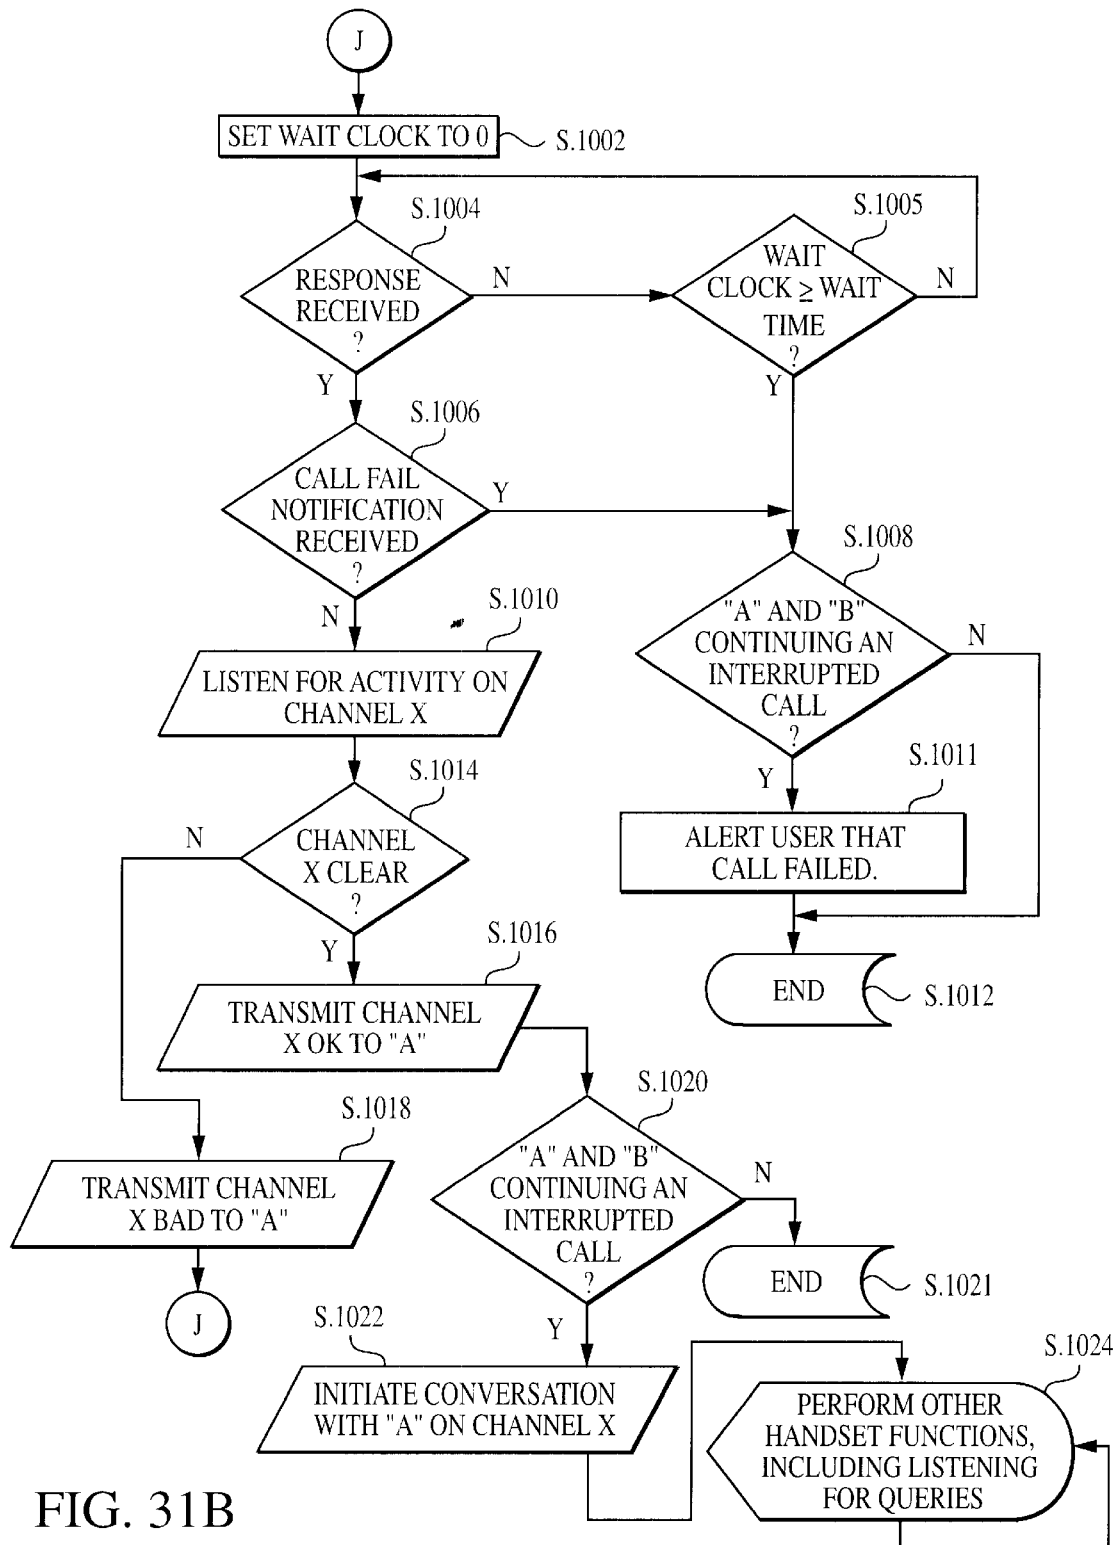 J
SET WAIT CLOCK TO 0
S.1002
S.1004
RESPONSE
RECEIVED
?
N
Y
S.1005
WAIT
CLOCK ≥ WAIT
TIME
?
N
Y
S.1006
CALL FAIL
NOTIFICATION
RECEIVED
?
Y
N
S.1008
"A" AND "B"
CONTINUING AN
INTERRUPTED
CALL
?
N
Y
S.1010
LISTEN FOR ACTIVITY ON
CHANNEL X
S.1011
ALERT USER THAT
CALL FAILED.
S.1014
CHANNEL
X CLEAR
?
N
Y
END
S.1012
S.1016
TRANSMIT CHANNEL
X OK TO "A"
S.1018
TRANSMIT CHANNEL
X BAD TO "A"
J
S.1020
"A" AND "B"
CONTINUING AN
INTERRUPTED
CALL
?
N
Y
END
S.1021
S.1022
INITIATE CONVERSATION
WITH "A" ON CHANNEL X
S.1024
PERFORM OTHER
HANDSET FUNCTIONS,
INCLUDING LISTENING
FOR QUERIES
FIG. 31B